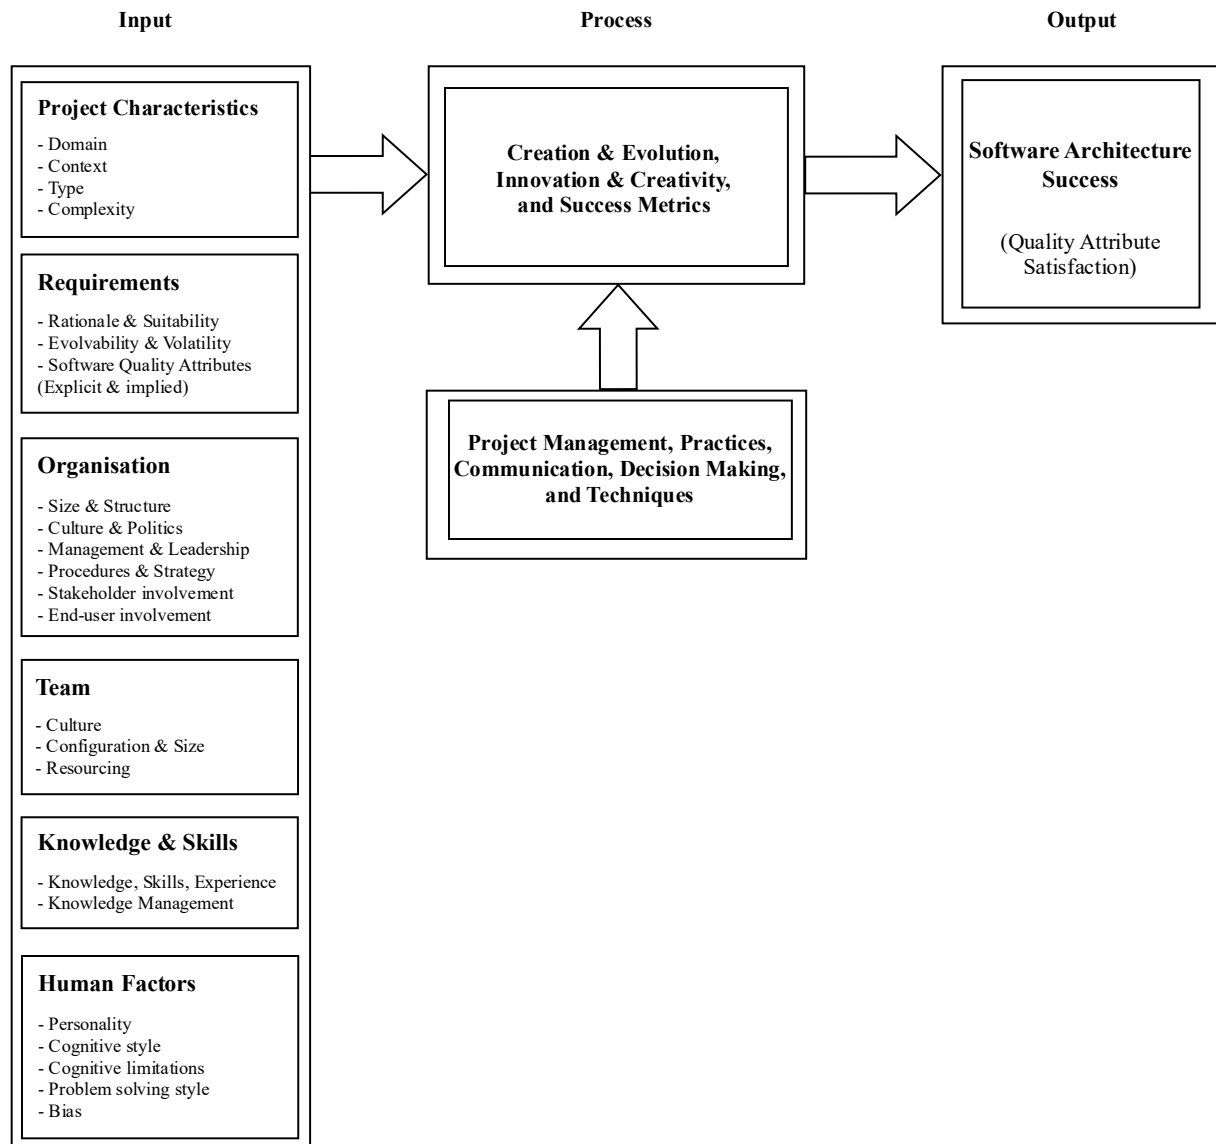 Input
Process
Output
Project Characteristics
- Domain
- Context
- Type
- Complexity
Requirements
- Rationale & Suitability
- Evolvability & Volatility
- Software Quality Attributes
(Explicit & implied)
Organisation
- Size & Structure
- Culture & Politics
- Management & Leadership
- Procedures & Strategy
- Stakeholder involvement
- End-user involvement
Team
- Culture
- Configuration & Size
- Resourcing
Knowledge & Skills
- Knowledge, Skills, Experience
- Knowledge Management
Human Factors
- Personality
- Cognitive style
- Cognitive limitations
- Problem solving style
- Bias
Creation & Evolution,
Innovation & Creativity,
and Success Metrics
Project Management, Practices,
Communication, Decision Making,
and Techniques
Software Architecture
Success
(Quality Attribute
Satisfaction)